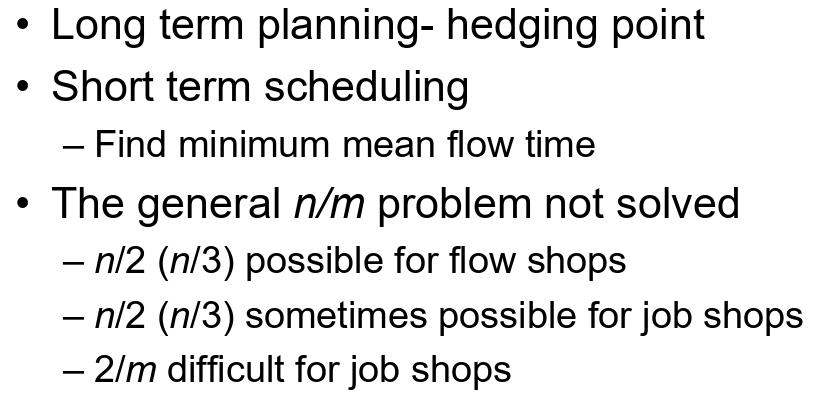 • Long term planning- hedging point
• Short term scheduling
– Find minimum mean flow time
• The general n/m problem not solved
– n/2 (n/3) possible for flow shops
– n/2 (n/3) sometimes possible for job shops
– 2/m difficult for job shops